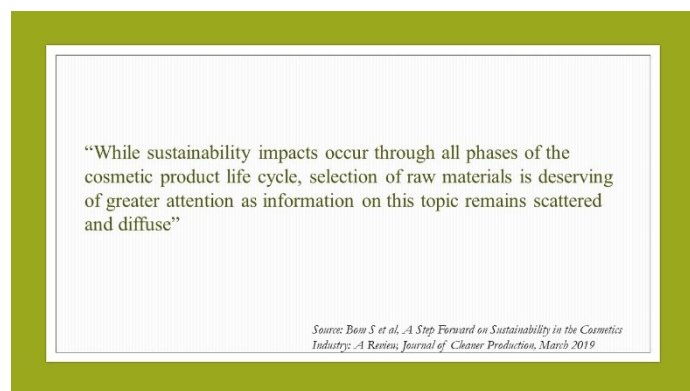 “While sustainability impacts occur through all phases of the
cosmetic product life cycle, selection of raw materials is deserving
of greater attention as information on this topic remains scattered
and diffuse”
Source: Bom S et al, A Step Forward on Sustainability in the Cosmetics
Industry: A Review, Journal of Cleaner Production, March 2019